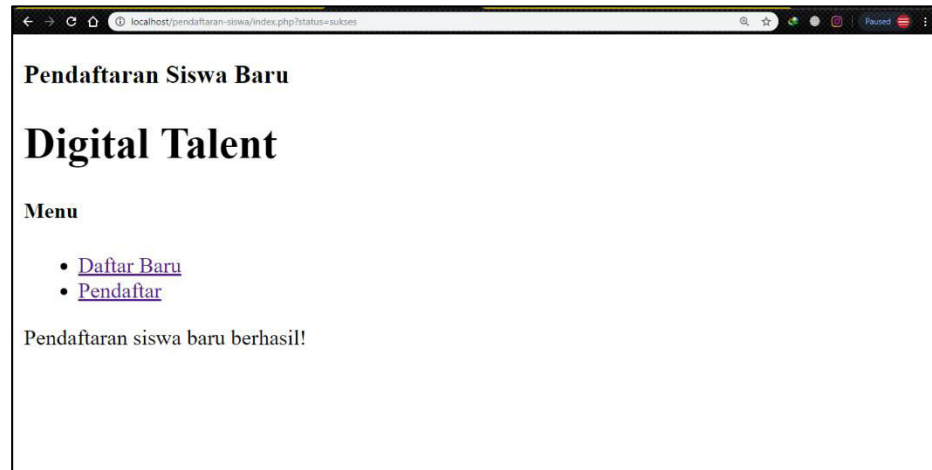 localhost/pendaftaran-siswa/index.php?status=sukses
Paused
Pendaftaran Siswa Baru
Digital Talent
Menu
• Daftar Baru
• Pendaftar
Pendaftaran siswa baru berhasil!